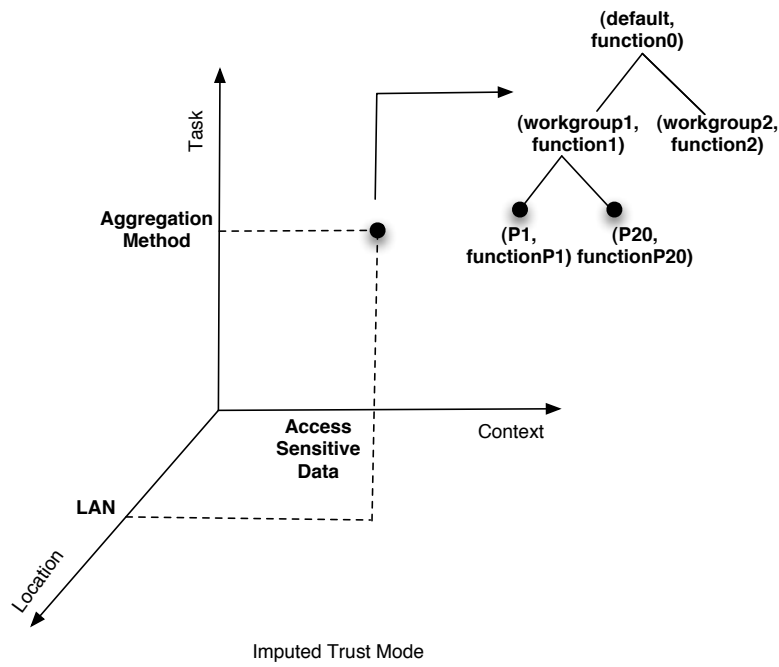 (default,
function0)
(workgroup1,
function1)
(workgroup2,
function2)
Task
Aggregation
Method
(P1,
functionP1)
(P20,
functionP20)
Access
Sensitive
Data
Context
LAN
Location
Imputed Trust Mode